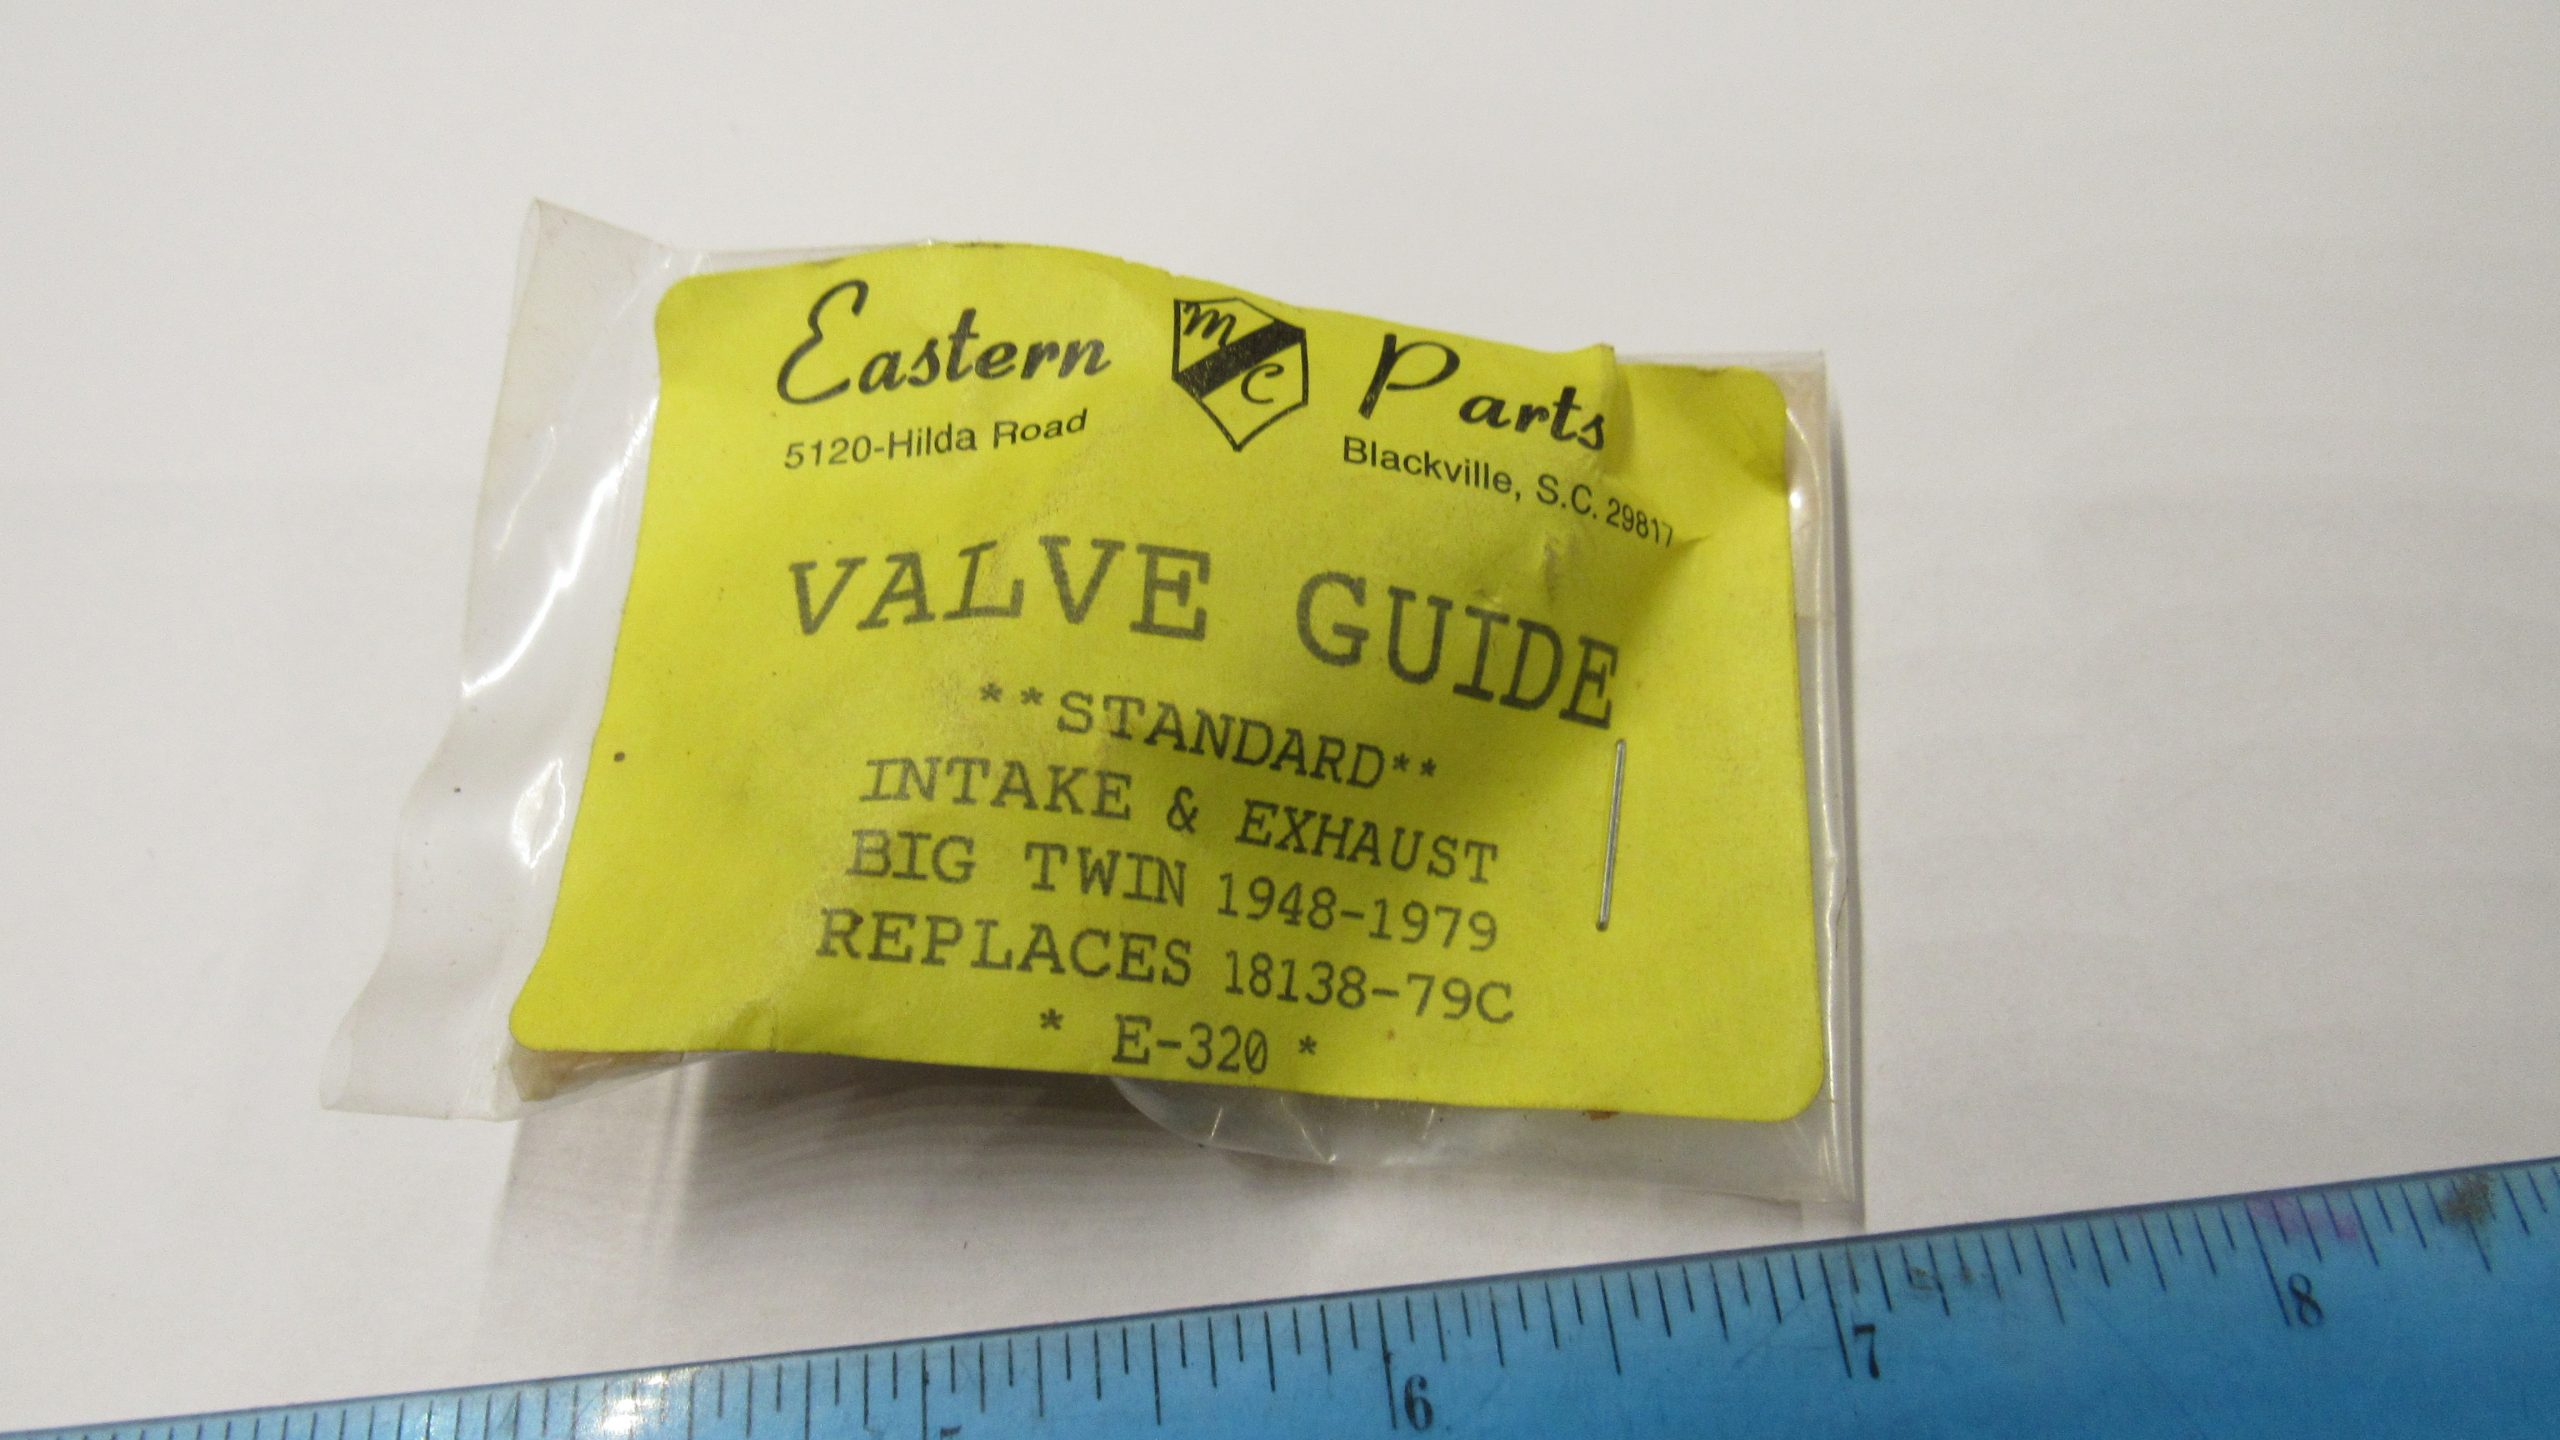 Eastern MC Parts
5120-Hilda Road Blackville, S.C. 29817
VALVE GUIDE
**STANDARD**
INTAKE & EXHAUST
BIG TWIN 1948-1979
REPLACES 18138-79C
* E-320 *
6 7 8